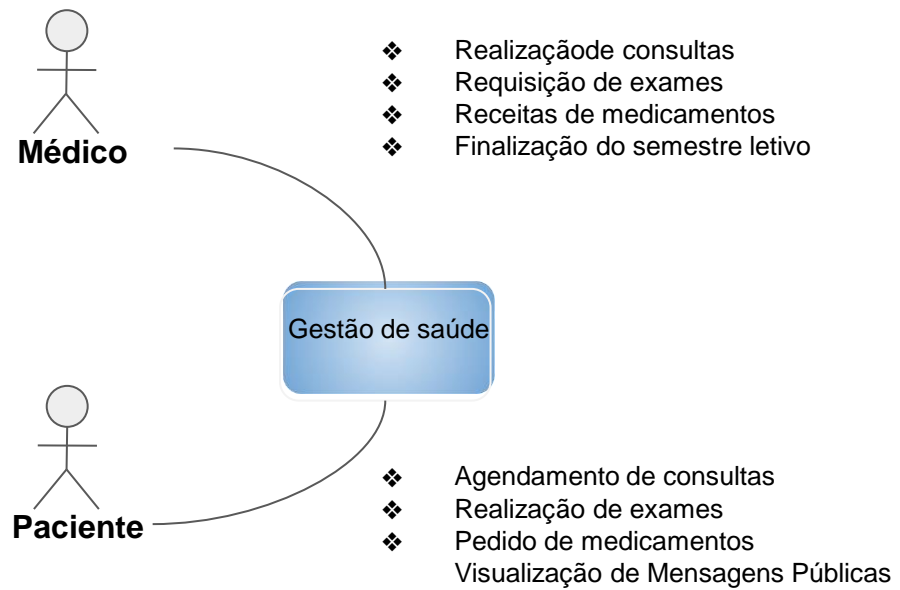 ❖ Realizaçãode consultas
❖ Requisição de exames
❖ Receitas de medicamentos
❖ Finalização do semestre letivo
Médico
Gestão de saúde
❖ Agendamento de consultas
❖ Realização de exames
❖ Pedido de medicamentos
Visualização de Mensagens Públicas
Paciente